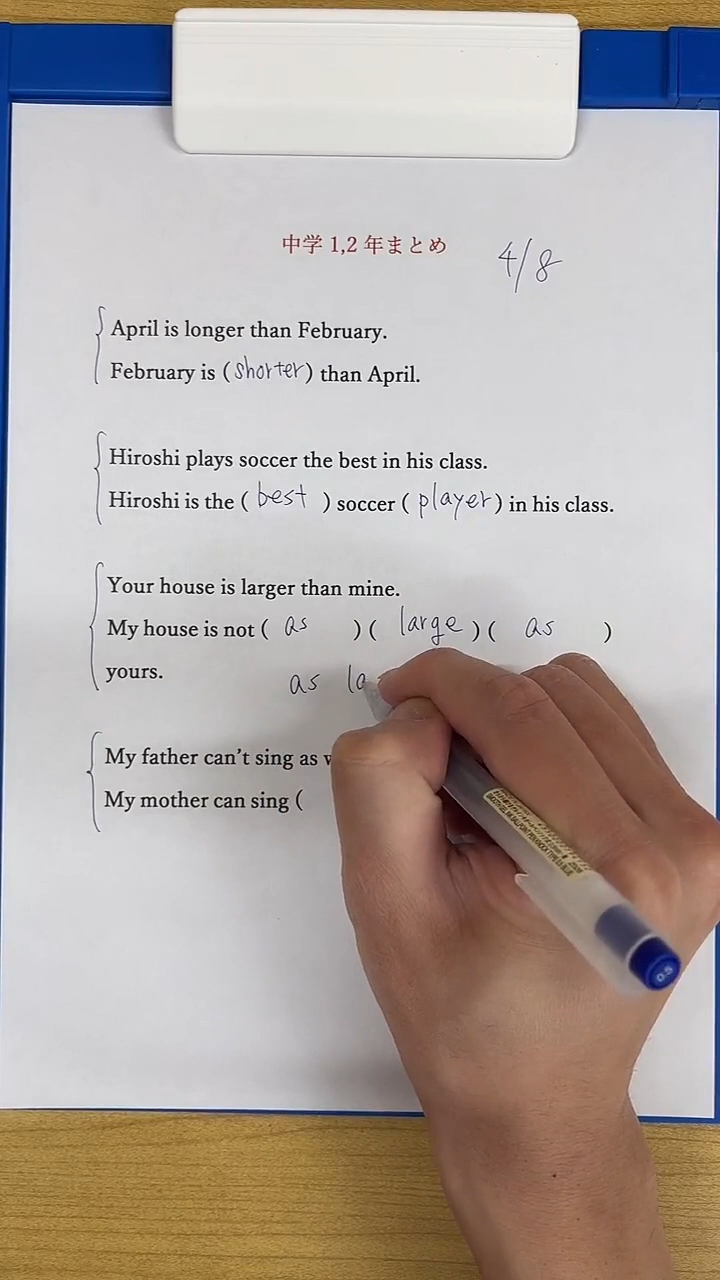 中学 1,2 年まとめ 4/8
April is longer than February.
February is (shorter) than April.
Hiroshi plays soccer the best in his class.
Hiroshi is the ( best ) soccer ( player ) in his class.
Your house is larger than mine.
My house is not ( as ) ( large ) ( as )
yours. as la
My father can't sing as
My mother can sing (
0.5